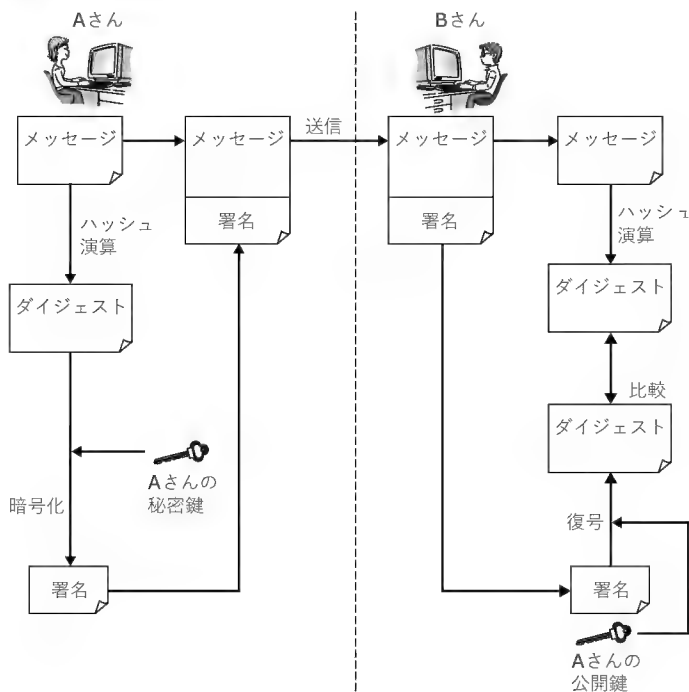 Aさん
Bさん
メッセージ
メッセージ
送信
メッセージ
メッセージ
署名
署名
ハッシュ
演算
ハッシュ
演算
ダイジェスト
ダイジェスト
比較
ダイジェスト
Aさんの
秘密鍵
暗号化
復号
署名
署名
Aさんの
公開鍵